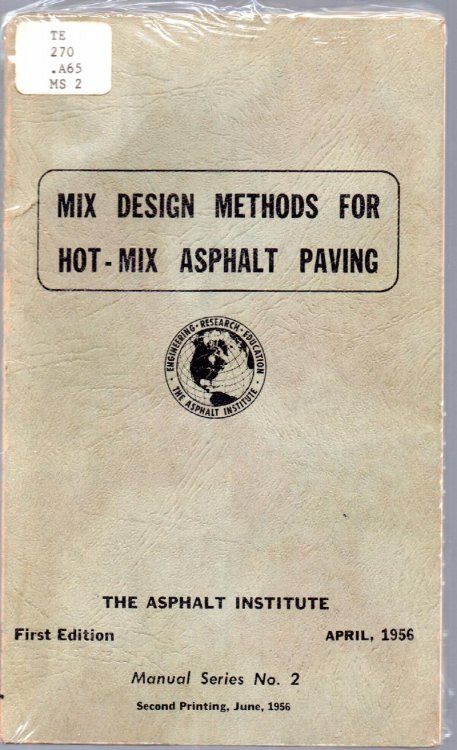 TE
270
.A65
MS 2
MIX DESIGN METHODS FOR
HOT-MIX ASPHALT PAVING
ENGINEERING · RESEARCH · EDUCATION
· THE ASPHALT INSTITUTE ·
THE ASPHALT INSTITUTE
First Edition APRIL, 1956
Manual Series No. 2
Second Printing, June, 1956